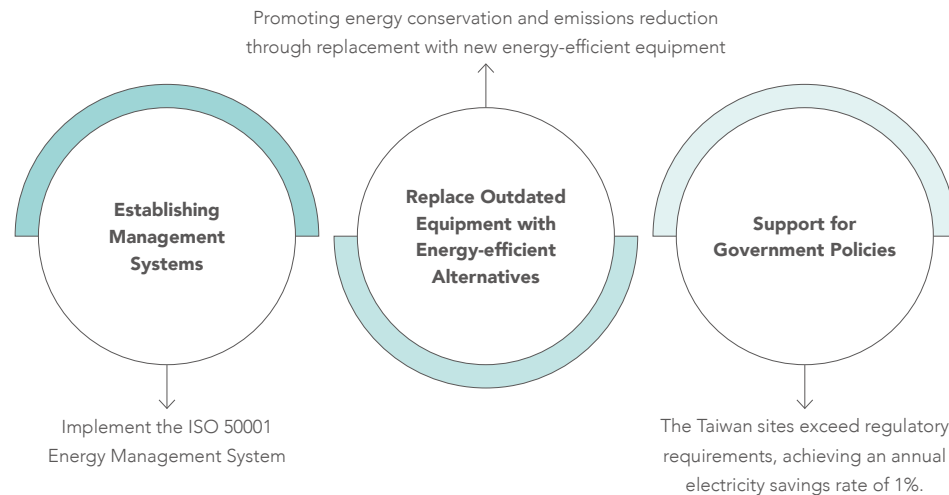 Promoting energy conservation and emissions reduction
through replacement with new energy-efficient equipment
Establishing
Management
Systems
Replace Outdated
Equipment with
Energy-efficient
Alternatives
Support for
Government Policies
Implement the ISO 50001
Energy Management System
The Taiwan sites exceed regulatory
requirements, achieving an annual
electricity savings rate of 1%.